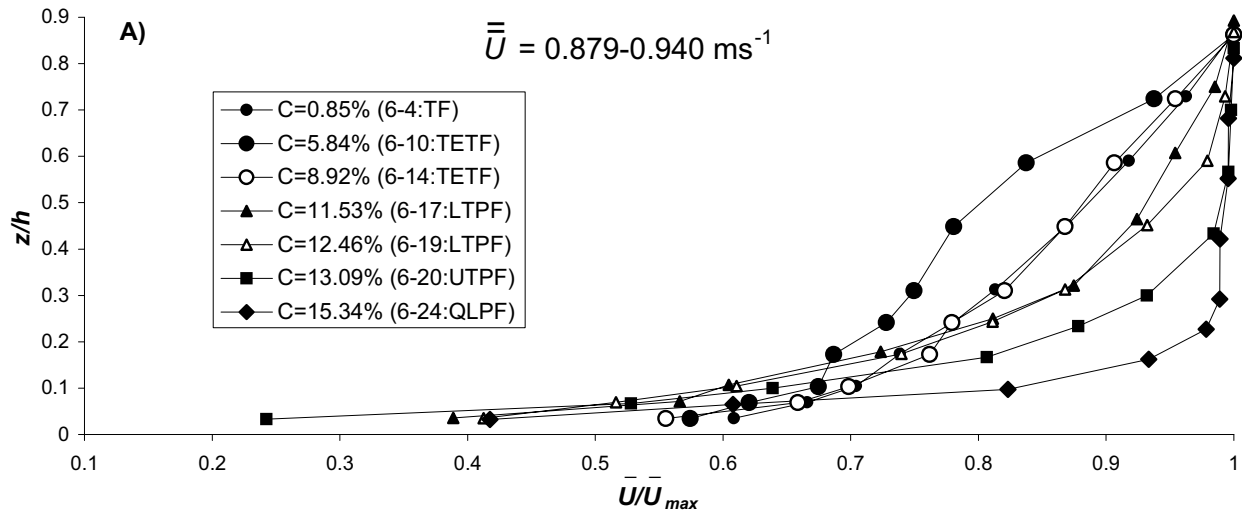 A)
U̿ = 0.879-0.940 ms⁻¹
C=0.85% (6-4:TF)
C=5.84% (6-10:TETF)
C=8.92% (6-14:TETF)
C=11.53% (6-17:LTPF)
C=12.46% (6-19:LTPF)
C=13.09% (6-20:UTPF)
C=15.34% (6-24:QLPF)
z/h
0.9
0.8
0.7
0.6
0.5
0.4
0.3
0.2
0.1
0
0.1 0.2 0.3 0.4 0.5 0.6 0.7 0.8 0.9 1
Ū/Ū max